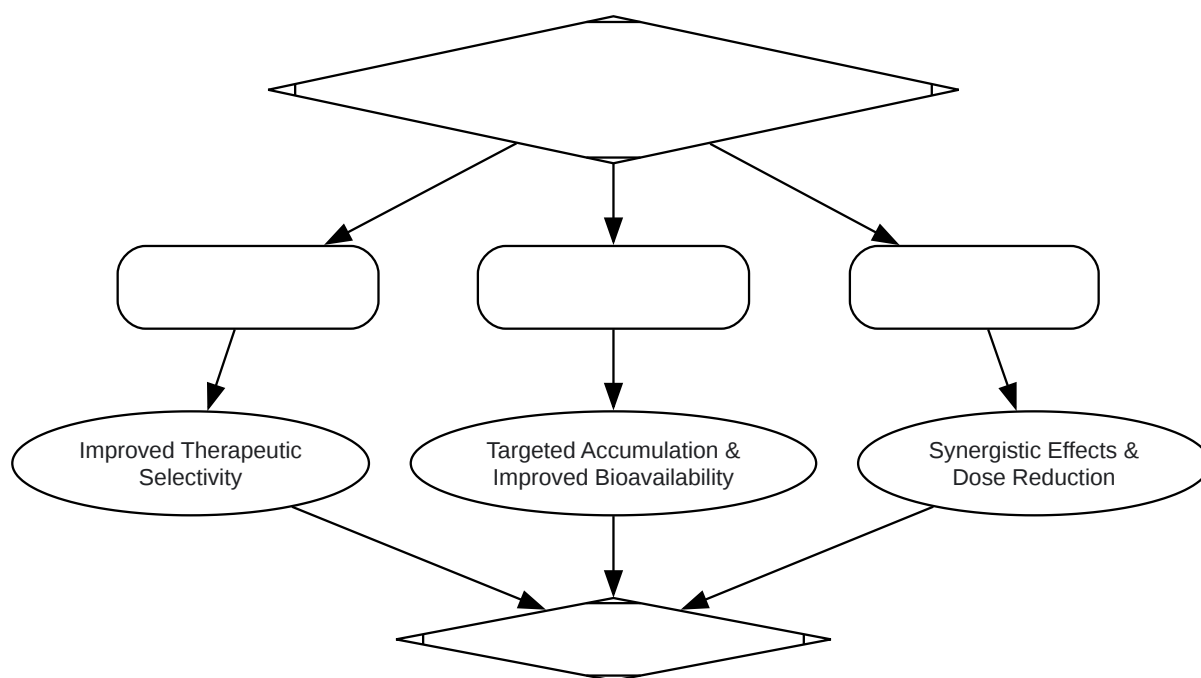 Improved Therapeutic
Selectivity
Targeted Accumulation &
Improved Bioavailability
Synergistic Effects &
Dose Reduction